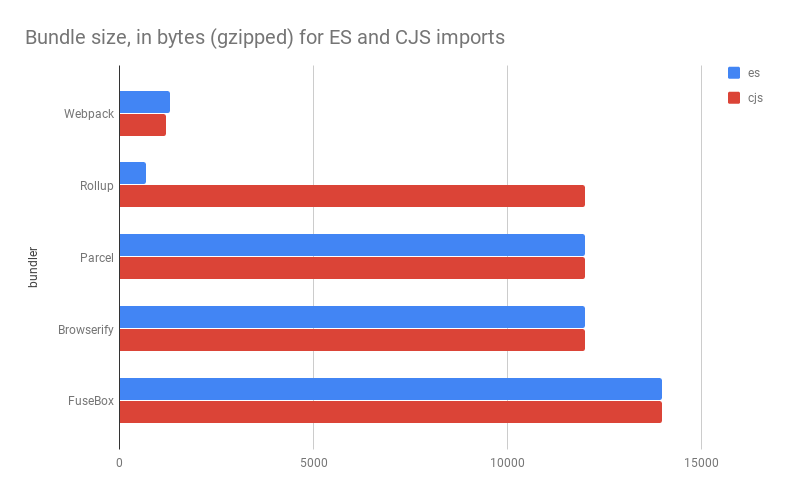 Bundle size, in bytes (gzipped) for ES and CJS imports
es
cjs
Webpack
Rollup
Parcel
Browserify
FuseBox
bundler
0
5000
10000
15000